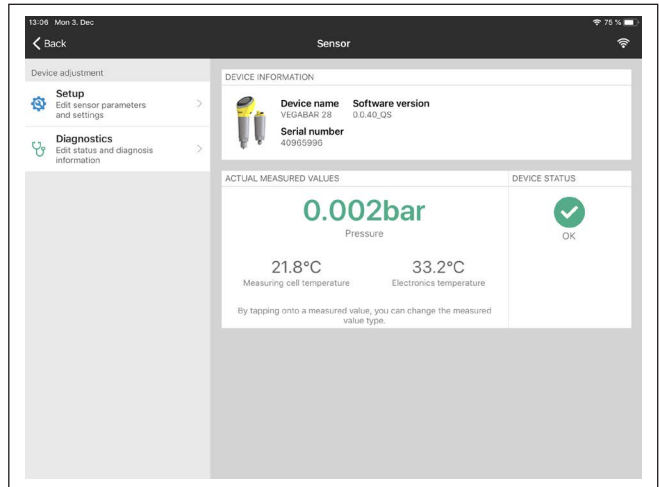 13:06 Mon 3. Dec
75 %
Back
Sensor
Device adjustment
Setup
Edit sensor parameters
and settings
Diagnostics
Edit status and diagnosis
information
DEVICE INFORMATION
Device name Software version
VEGABAR 28 0.0.40_QS
Serial number
40965996
ACTUAL MEASURED VALUES
0.002bar
Pressure
21.8°C 33.2°C
Measuring cell temperature Electronics temperature
By tapping onto a measured value, you can change the measured
value type.
DEVICE STATUS
OK